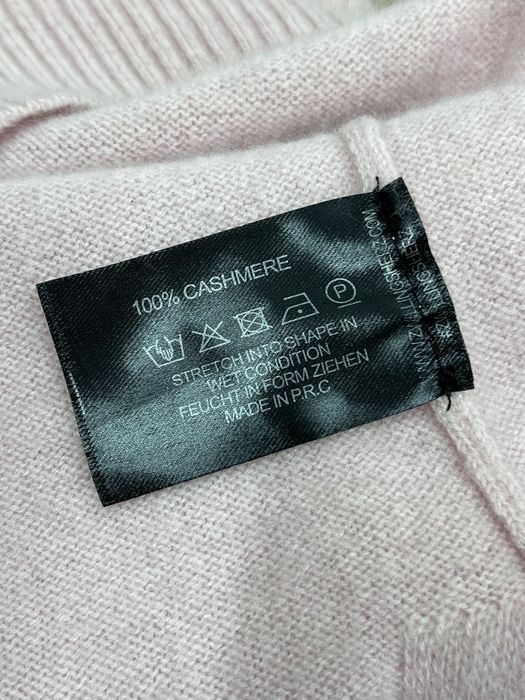 100% CASHMERE
STRETCH INTO SHAPE IN
WET CONDITION
FEUCHT IN FORM ZIEHEN
MADE IN P.R.C
P